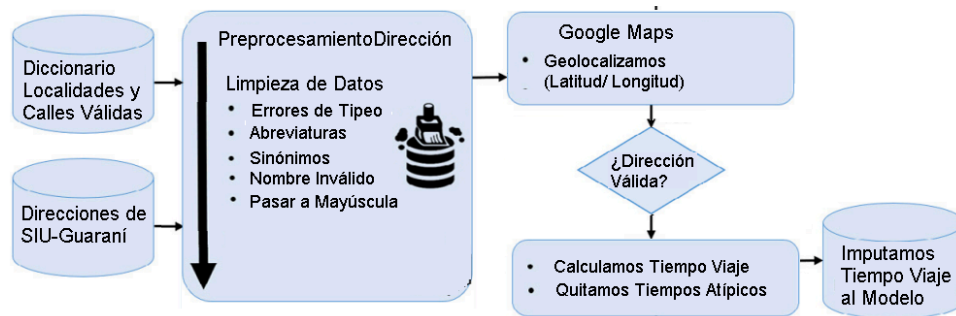 Diccionario
Localidades y
Calles Válidas
Direcciones de
SIU-Guaraní
PreprocesamientoDirección
Limpieza de Datos
• Errores de Tipeo
• Abreviaturas
• Sinónimos
• Nombre Inválido
• Pasar a Mayúscula
Google Maps
• Geolocalizamos
(Latitud/ Longitud)
¿Dirección
Válida?
• Calculamos Tiempo Viaje
• Quitamos Tiempos Atípicos
Imputamos
Tiempo Viaje
al Modelo